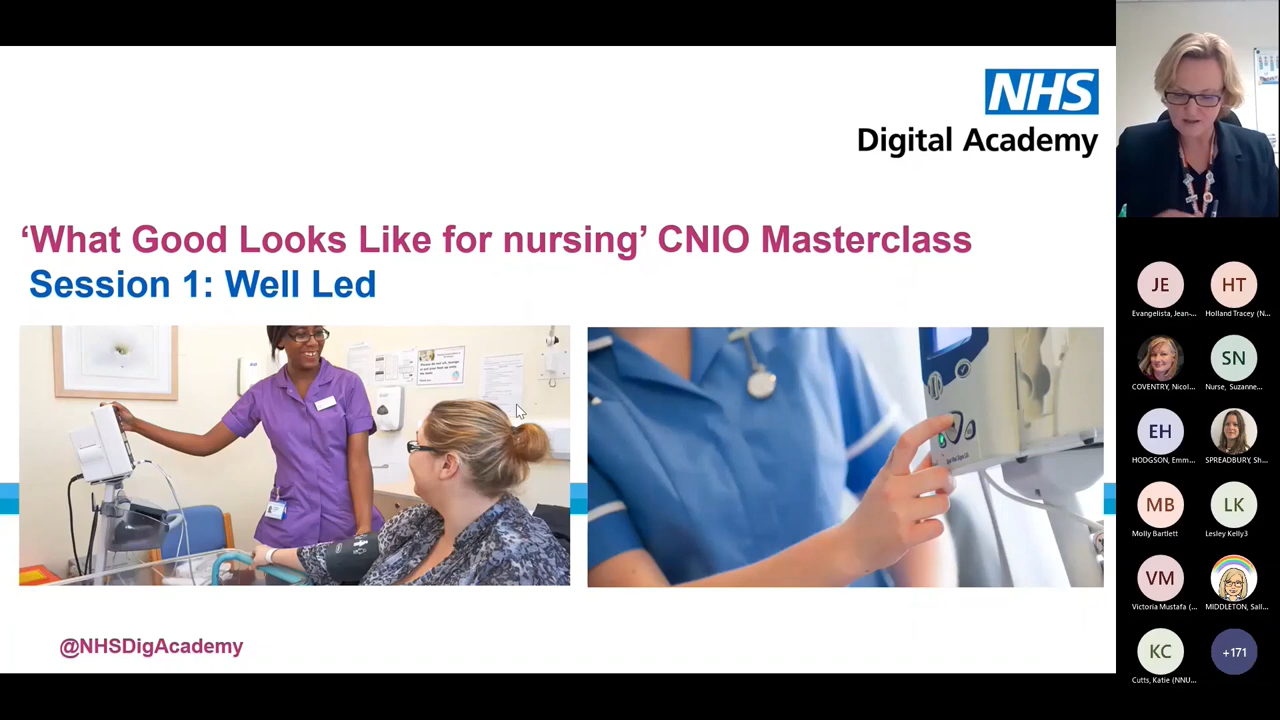 NHS
Digital Academy
‘What Good Looks Like for nursing’ CNIO Masterclass
Session 1: Well Led
@NHSDigAcademy
JE
Evangelista, Jean-...
HT
Holland Tracey (N...
COVENTRY, Nicol...
SN
Nurse, Suzanne...
EH
HODGSON, Emm...
SPREADBURY, Sh...
MB
Molly Bartlett
LK
Lesley Kelly3
VM
Victoria Mustafa (...
MIDDLETON, Sall...
KC
Cutts, Katie (NNU...
+171